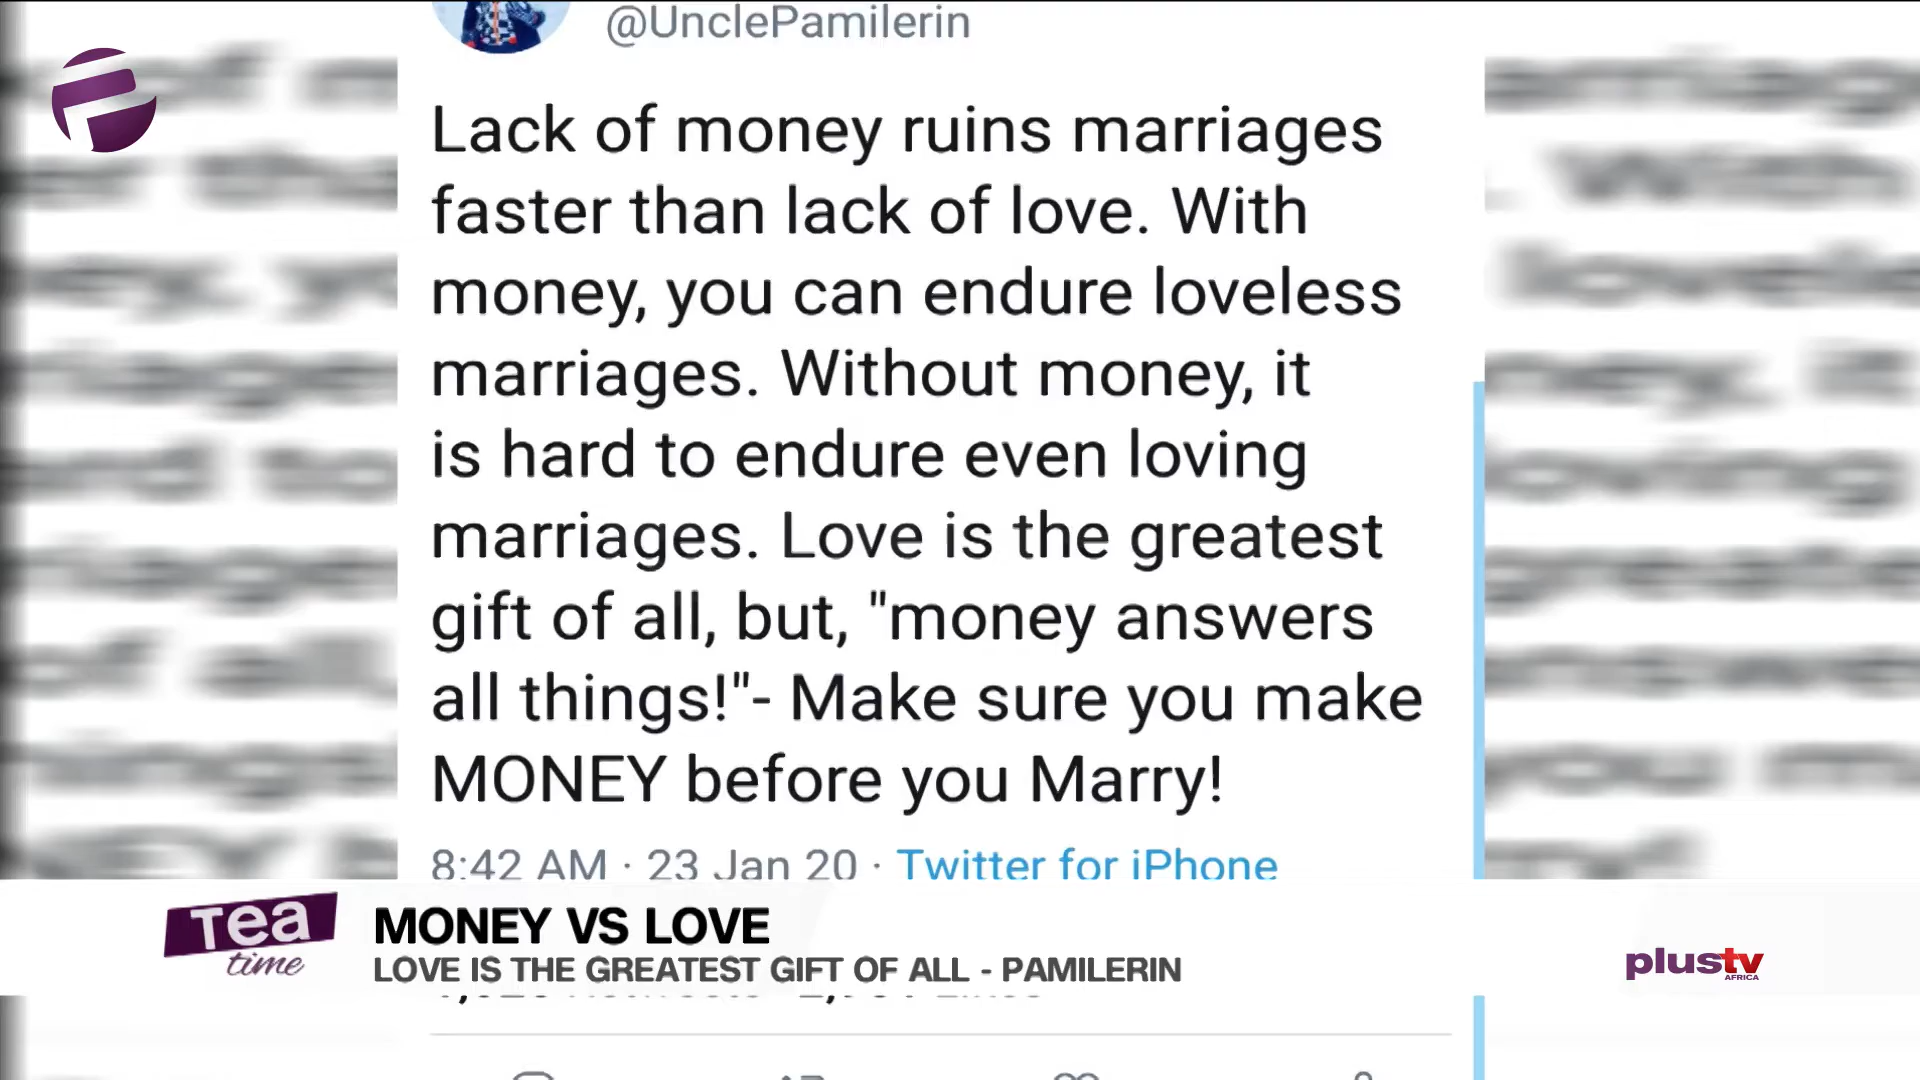 @UnclePamilerin
Lack of money ruins marriages
faster than lack of love. With
money, you can endure loveless
marriages. Without money, it
is hard to endure even loving
marriages. Love is the greatest
gift of all, but, "money answers
all things!"- Make sure you make
MONEY before you Marry!
8:42 AM · 23 Jan 20 · Twitter for iPhone
Tea
time
MONEY VS LOVE
LOVE IS THE GREATEST GIFT OF ALL - PAMILERIN
plustv
AFRICA